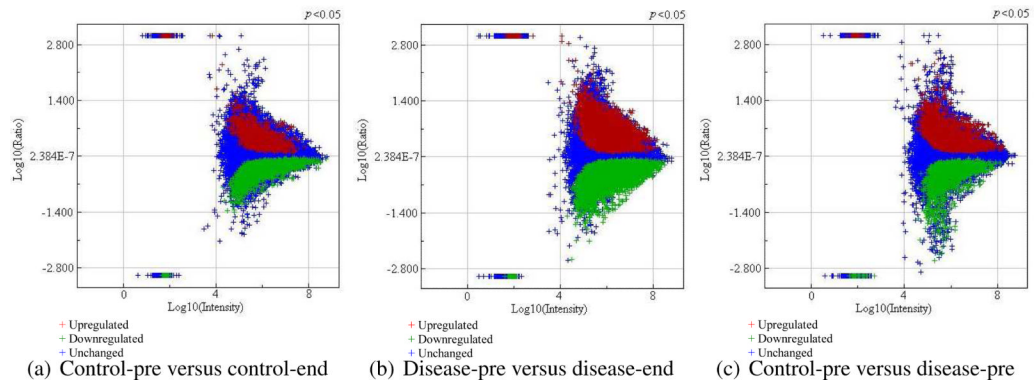 p<0.05
2.800
1.400
2.384E-7
-1.400
-2.800
Log10(Ratio)
0 4 8
Log10(Intensity)
+ Upregulated
+ Downregulated
+ Unchanged
(a) Control-pre versus control-end
p<0.05
2.800
1.400
2.384E-7
-1.400
-2.800
Log10(Ratio)
0 4 8
Log10(Intensity)
+ Upregulated
+ Downregulated
+ Unchanged
(b) Disease-pre versus disease-end
p<0.05
2.800
1.400
2.384E-7
-1.400
-2.800
Log10(Ratio)
0 4 8
Log10(Intensity)
+ Upregulated
+ Downregulated
+ Unchanged
(c) Control-pre versus disease-pre